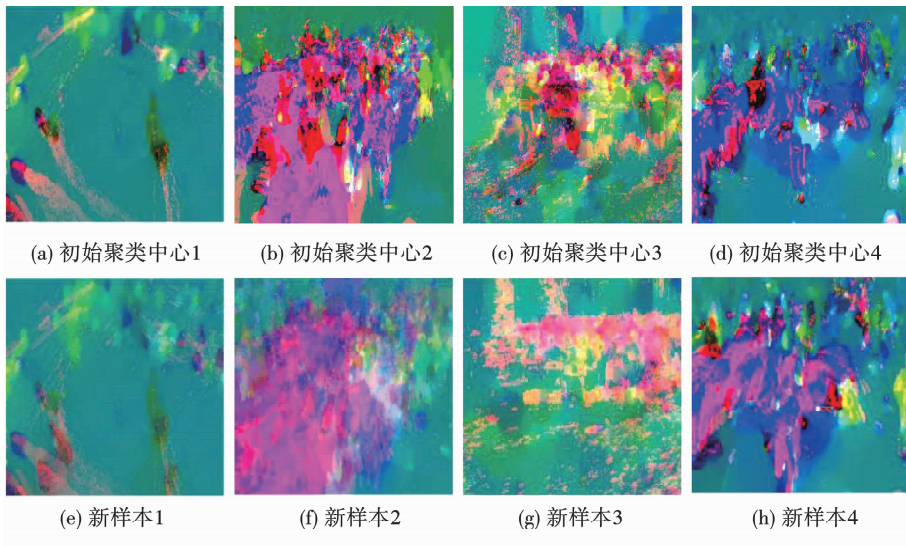 (a) 初始聚类中心1
(b) 初始聚类中心2
(c) 初始聚类中心3
(d) 初始聚类中心4
(e) 新样本1
(f) 新样本2
(g) 新样本3
(h) 新样本4